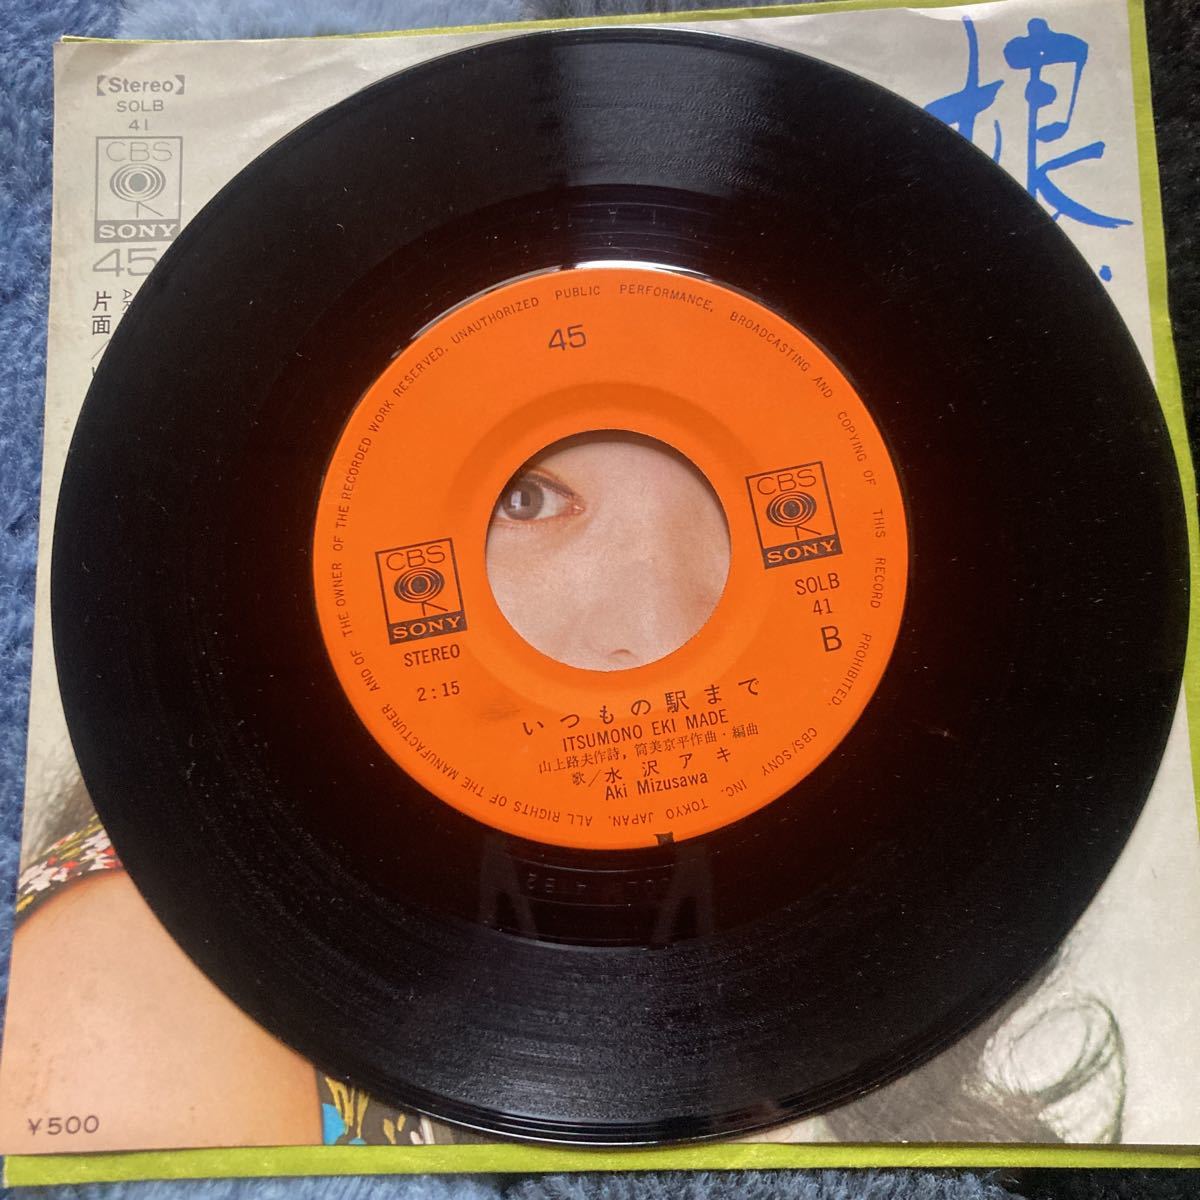 【Stereo】
SOLB
41
CBS
SONY
45
片面
娘
45
CBS
SONY
STEREO
2:15
CBS
SONY
SOLB
41
B
いつもの駅まで
ITSUMONO EKI MADE
山上路夫作詩, 筒美京平作曲・編曲
歌/水沢アキ
Aki Mizusawa
ALL RIGHTS OF THE MANUFACTURER AND OF THE OWNER OF THE RECORDED WORK RESERVED. UNAUTHORIZED PUBLIC PERFORMANCE, BROADCASTING AND COPYING OF THIS RECORD PROHIBITED. CBS/SONY INC. TOKYO JAPAN.
¥500